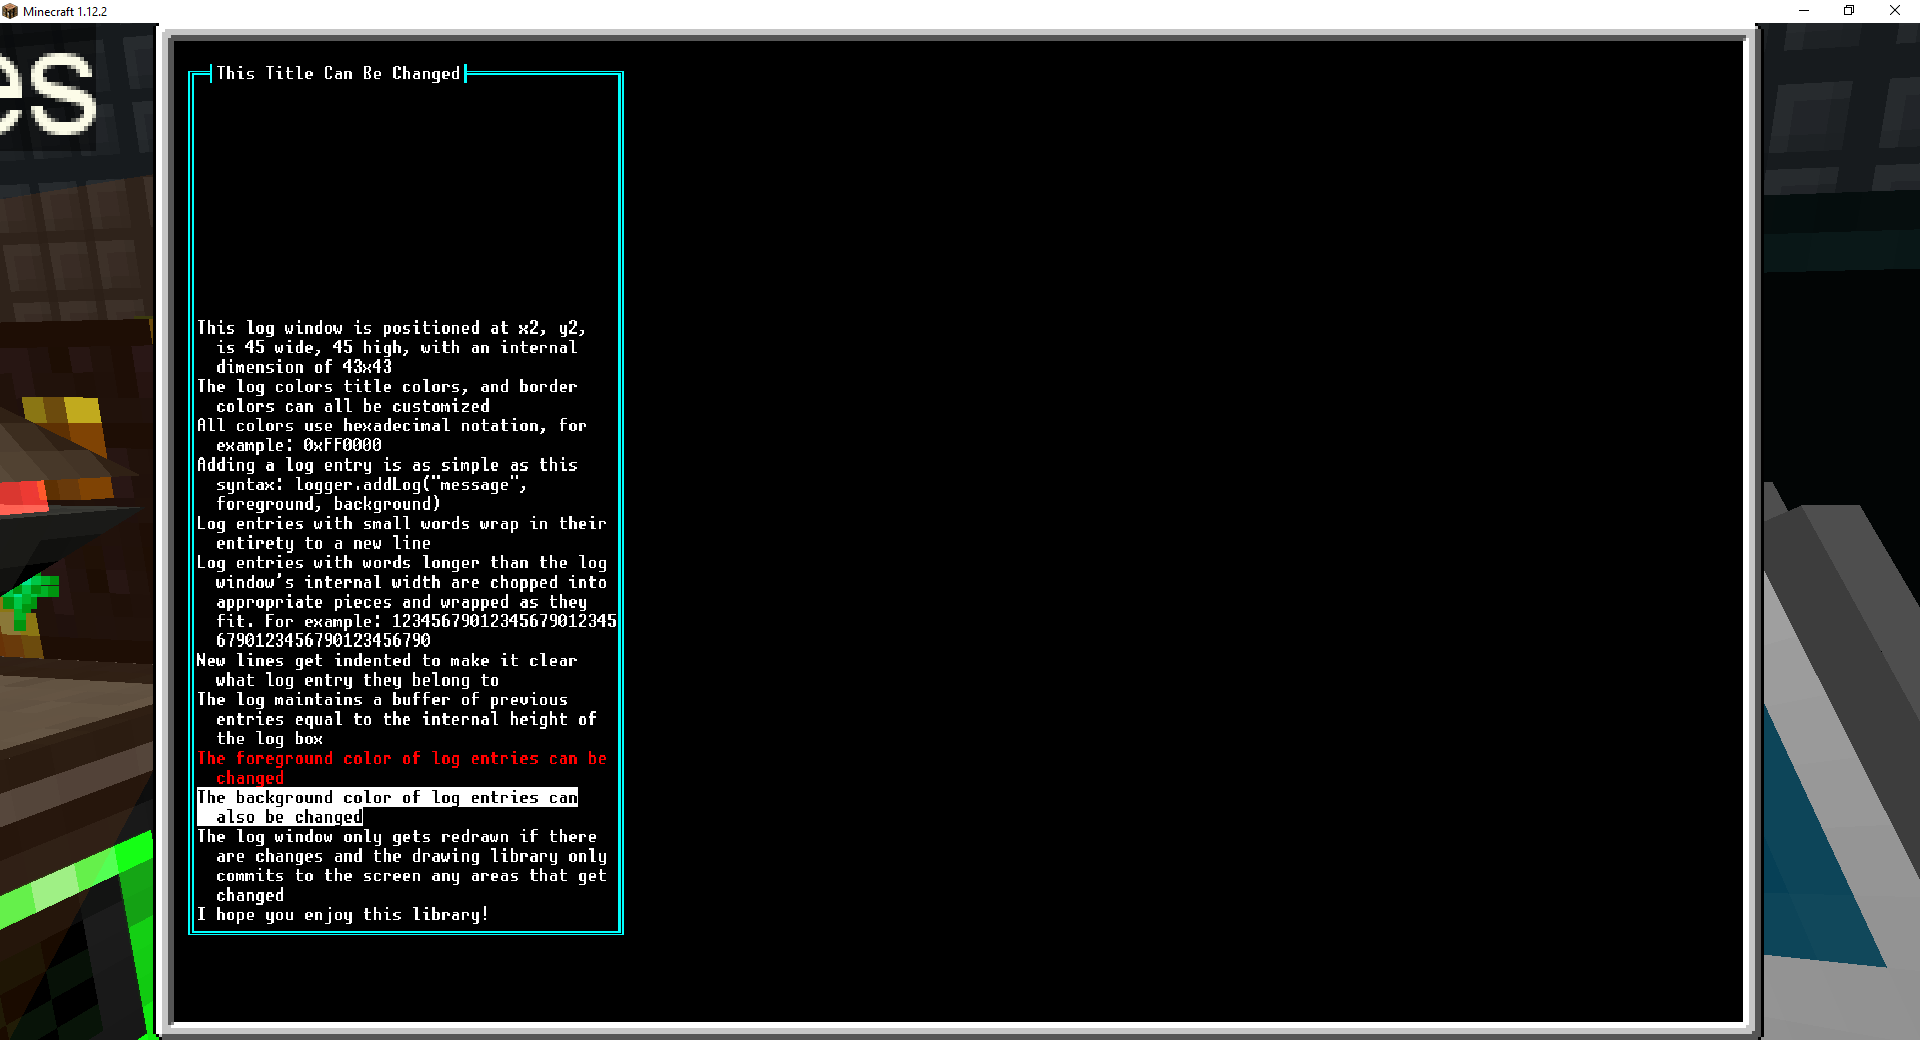 Minecraft 1.12.2
es
This Title Can Be Changed
This log window is positioned at x2, y2,
is 45 wide, 45 high, with an internal
dimension of 43x43
The log colors title colors, and border
colors can all be customized
All colors use hexadecimal notation, for
example: 0xFF0000
Adding a log entry is as simple as this
syntax: logger.addLog("message",
foreground, background)
Log entries with small words wrap in their
entirety to a new line
Log entries with words longer than the log
window's internal width are chopped into
appropriate pieces and wrapped as they
fit. For example: 12345679012345679012345
6790123456790123456790
New lines get indented to make it clear
what log entry they belong to
The log maintains a buffer of previous
entries equal to the internal height of
the log box
The foreground color of log entries can be
changed
The background color of log entries can
also be changed
The log window only gets redrawn if there
are changes and the drawing library only
commits to the screen any areas that get
changed
I hope you enjoy this library!